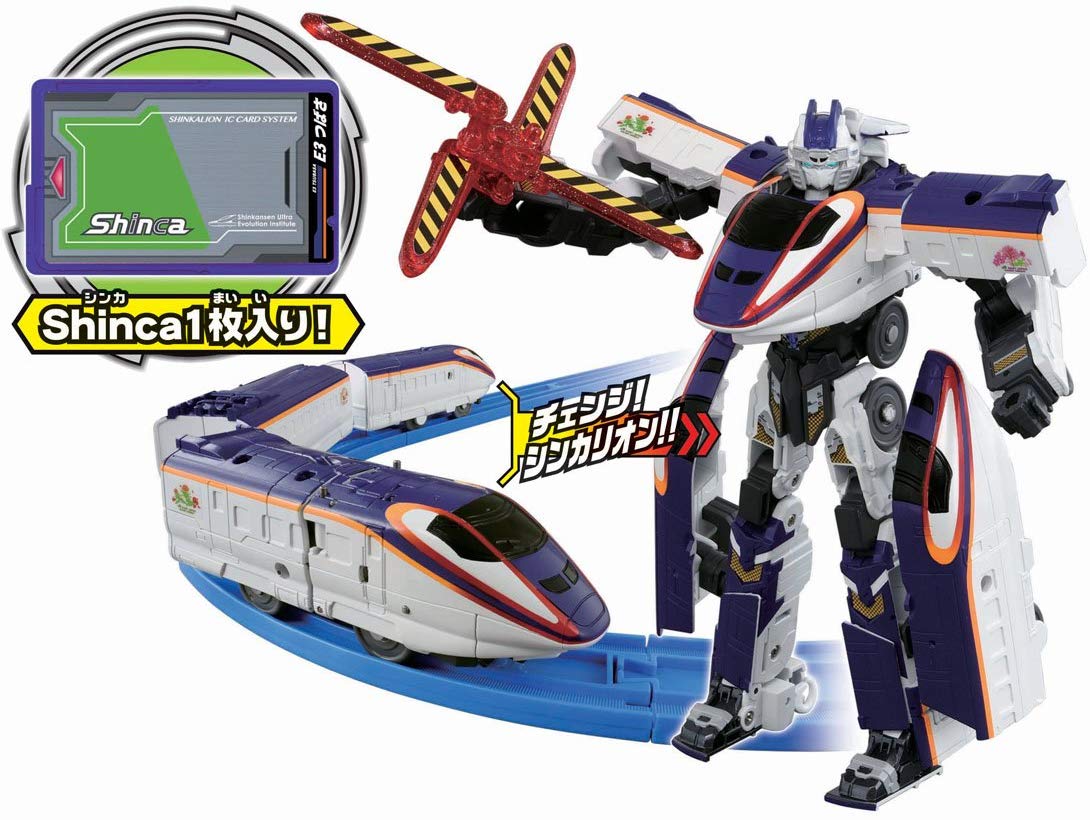 SHINKALION IC CARD SYSTEM
E3 つばさ
E3 TSUBASA
Shinca
Shinkansen Ultra
Evolution Institute
シンカ まい い
Shinca1枚入り!
チェンジ!
シンカリオン!!